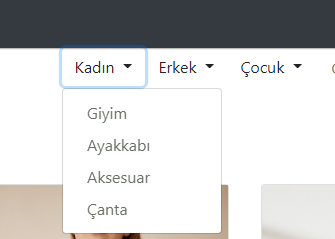 Kadın Erkek Çocuk
Giyim
Ayakkabı
Aksesuar
Çanta